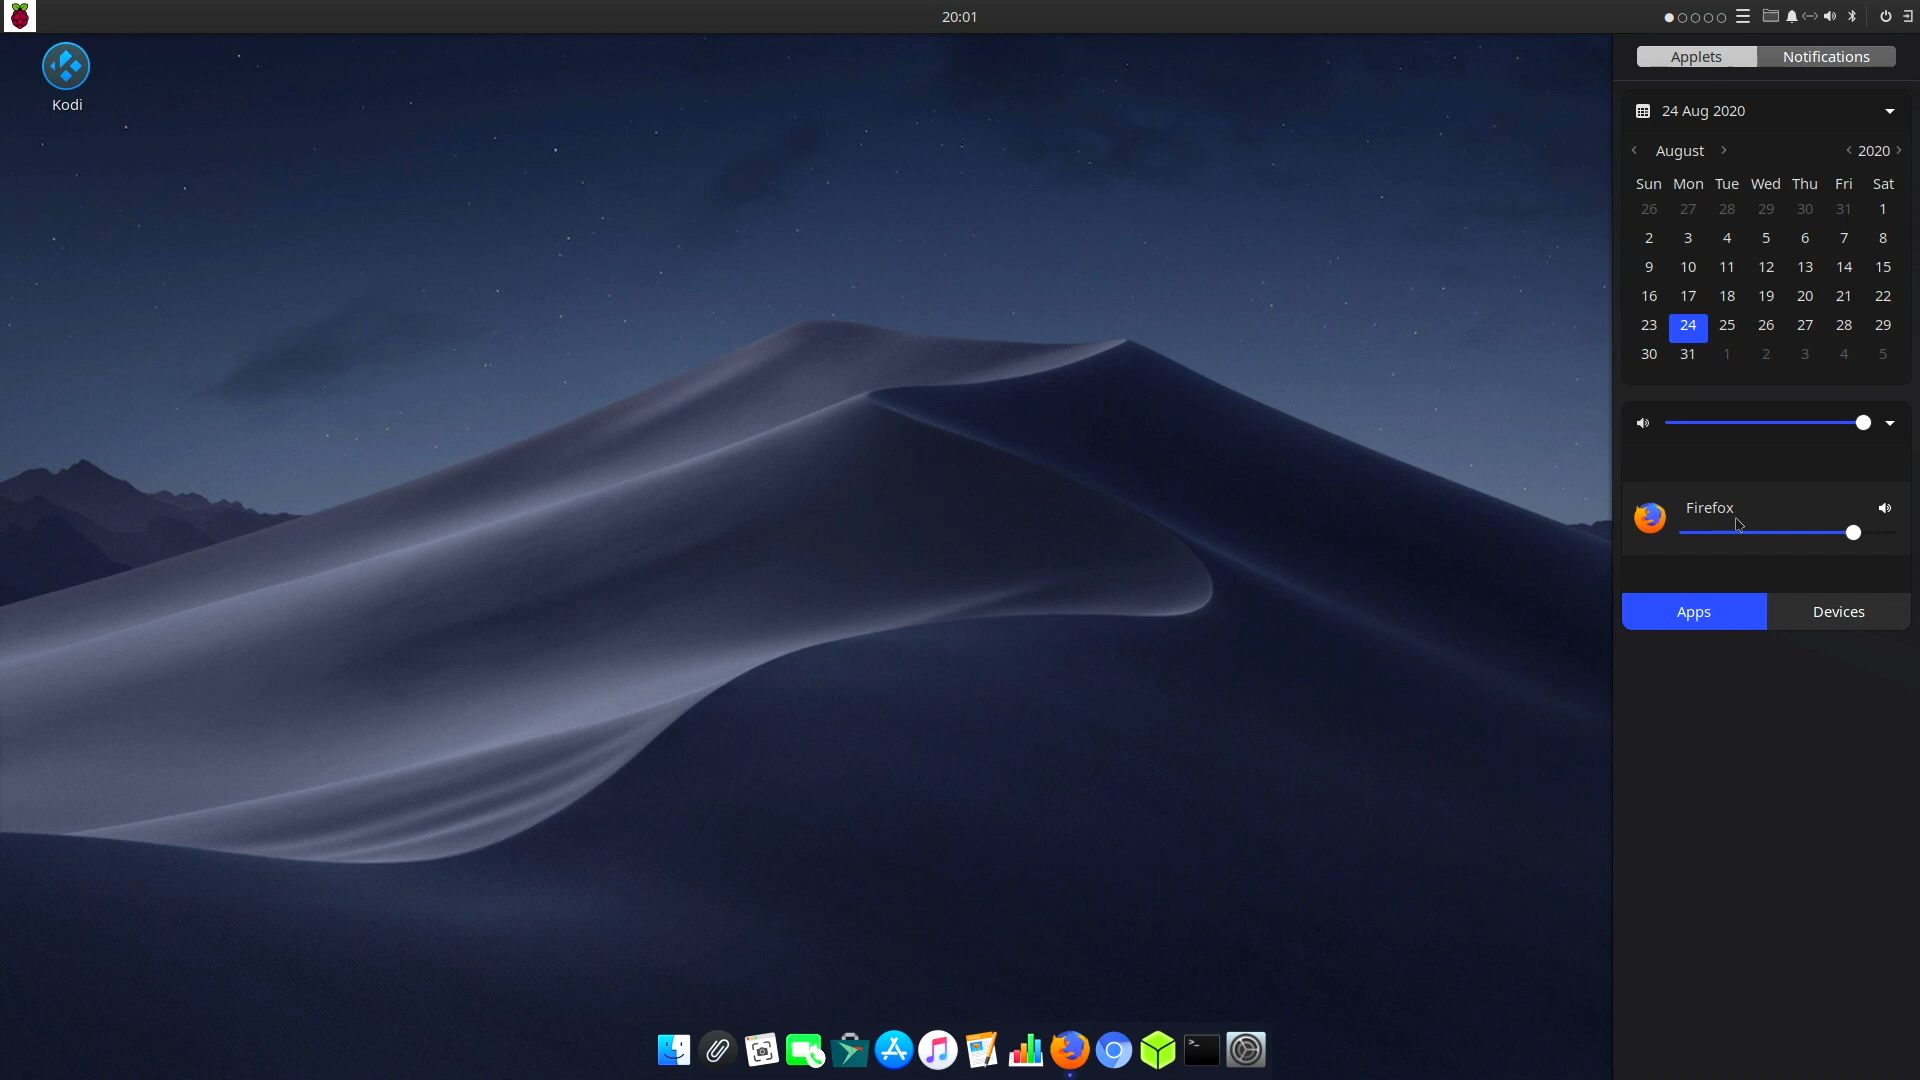 20:01
Kodi
Applets Notifications
24 Aug 2020
August 2020
Sun Mon Tue Wed Thu Fri Sat
26 27 28 29 30 31 1
2 3 4 5 6 7 8
9 10 11 12 13 14 15
16 17 18 19 20 21 22
23 24 25 26 27 28 29
30 31 1 2 3 4 5
Firefox
Apps Devices
>_